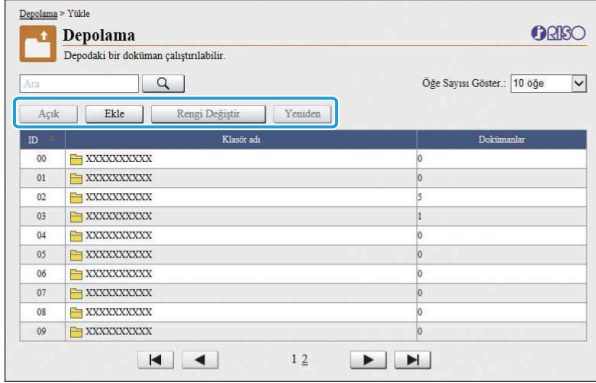 Depolama > Yükle
Depolama
RISO
Depodaki bir doküman çalıştırılabilir.
Ara
Öğe Sayısı Göster.: 10 öğe
Açık Ekle Rengi Değiştir Yeniden
ID Klasör adı Dokümanlar
00 XXXXXXXXXX 0
01 XXXXXXXXXX 0
02 XXXXXXXXXX 5
03 XXXXXXXXXX 1
04 XXXXXXXXXX 0
05 XXXXXXXXXX 0
06 XXXXXXXXXX 0
07 XXXXXXXXXX 0
08 XXXXXXXXXX 0
09 XXXXXXXXXX 0
1 2